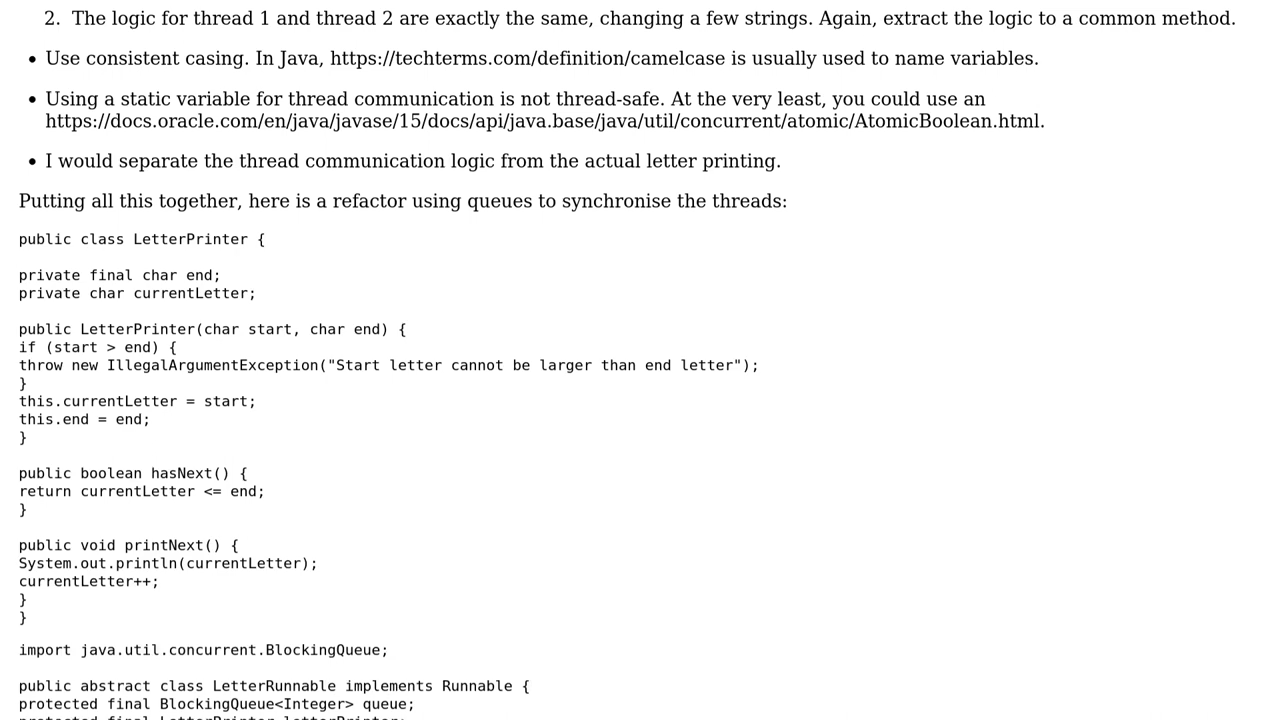 2. The logic for thread 1 and thread 2 are exactly the same, changing a few strings. Again, extract the logic to a common method.
• Use consistent casing. In Java, https://techterms.com/definition/camelcase is usually used to name variables.
• Using a static variable for thread communication is not thread-safe. At the very least, you could use an
https://docs.oracle.com/en/java/javase/15/docs/api/java.base/java/util/concurrent/atomic/AtomicBoolean.html.
• I would separate the thread communication logic from the actual letter printing.
Putting all this together, here is a refactor using queues to synchronise the threads:
public class LetterPrinter {
private final char end;
private char currentLetter;
public LetterPrinter(char start, char end) {
if (start > end) {
throw new IllegalArgumentException("Start letter cannot be larger than end letter");
}
this.currentLetter = start;
this.end = end;
}
public boolean hasNext() {
return currentLetter <= end;
}
public void printNext() {
System.out.println(currentLetter);
currentLetter++;
}
}
import java.util.concurrent.BlockingQueue;
public abstract class LetterRunnable implements Runnable {
protected final BlockingQueue<Integer> queue;
protected final LetterPrinter letterPrinter;